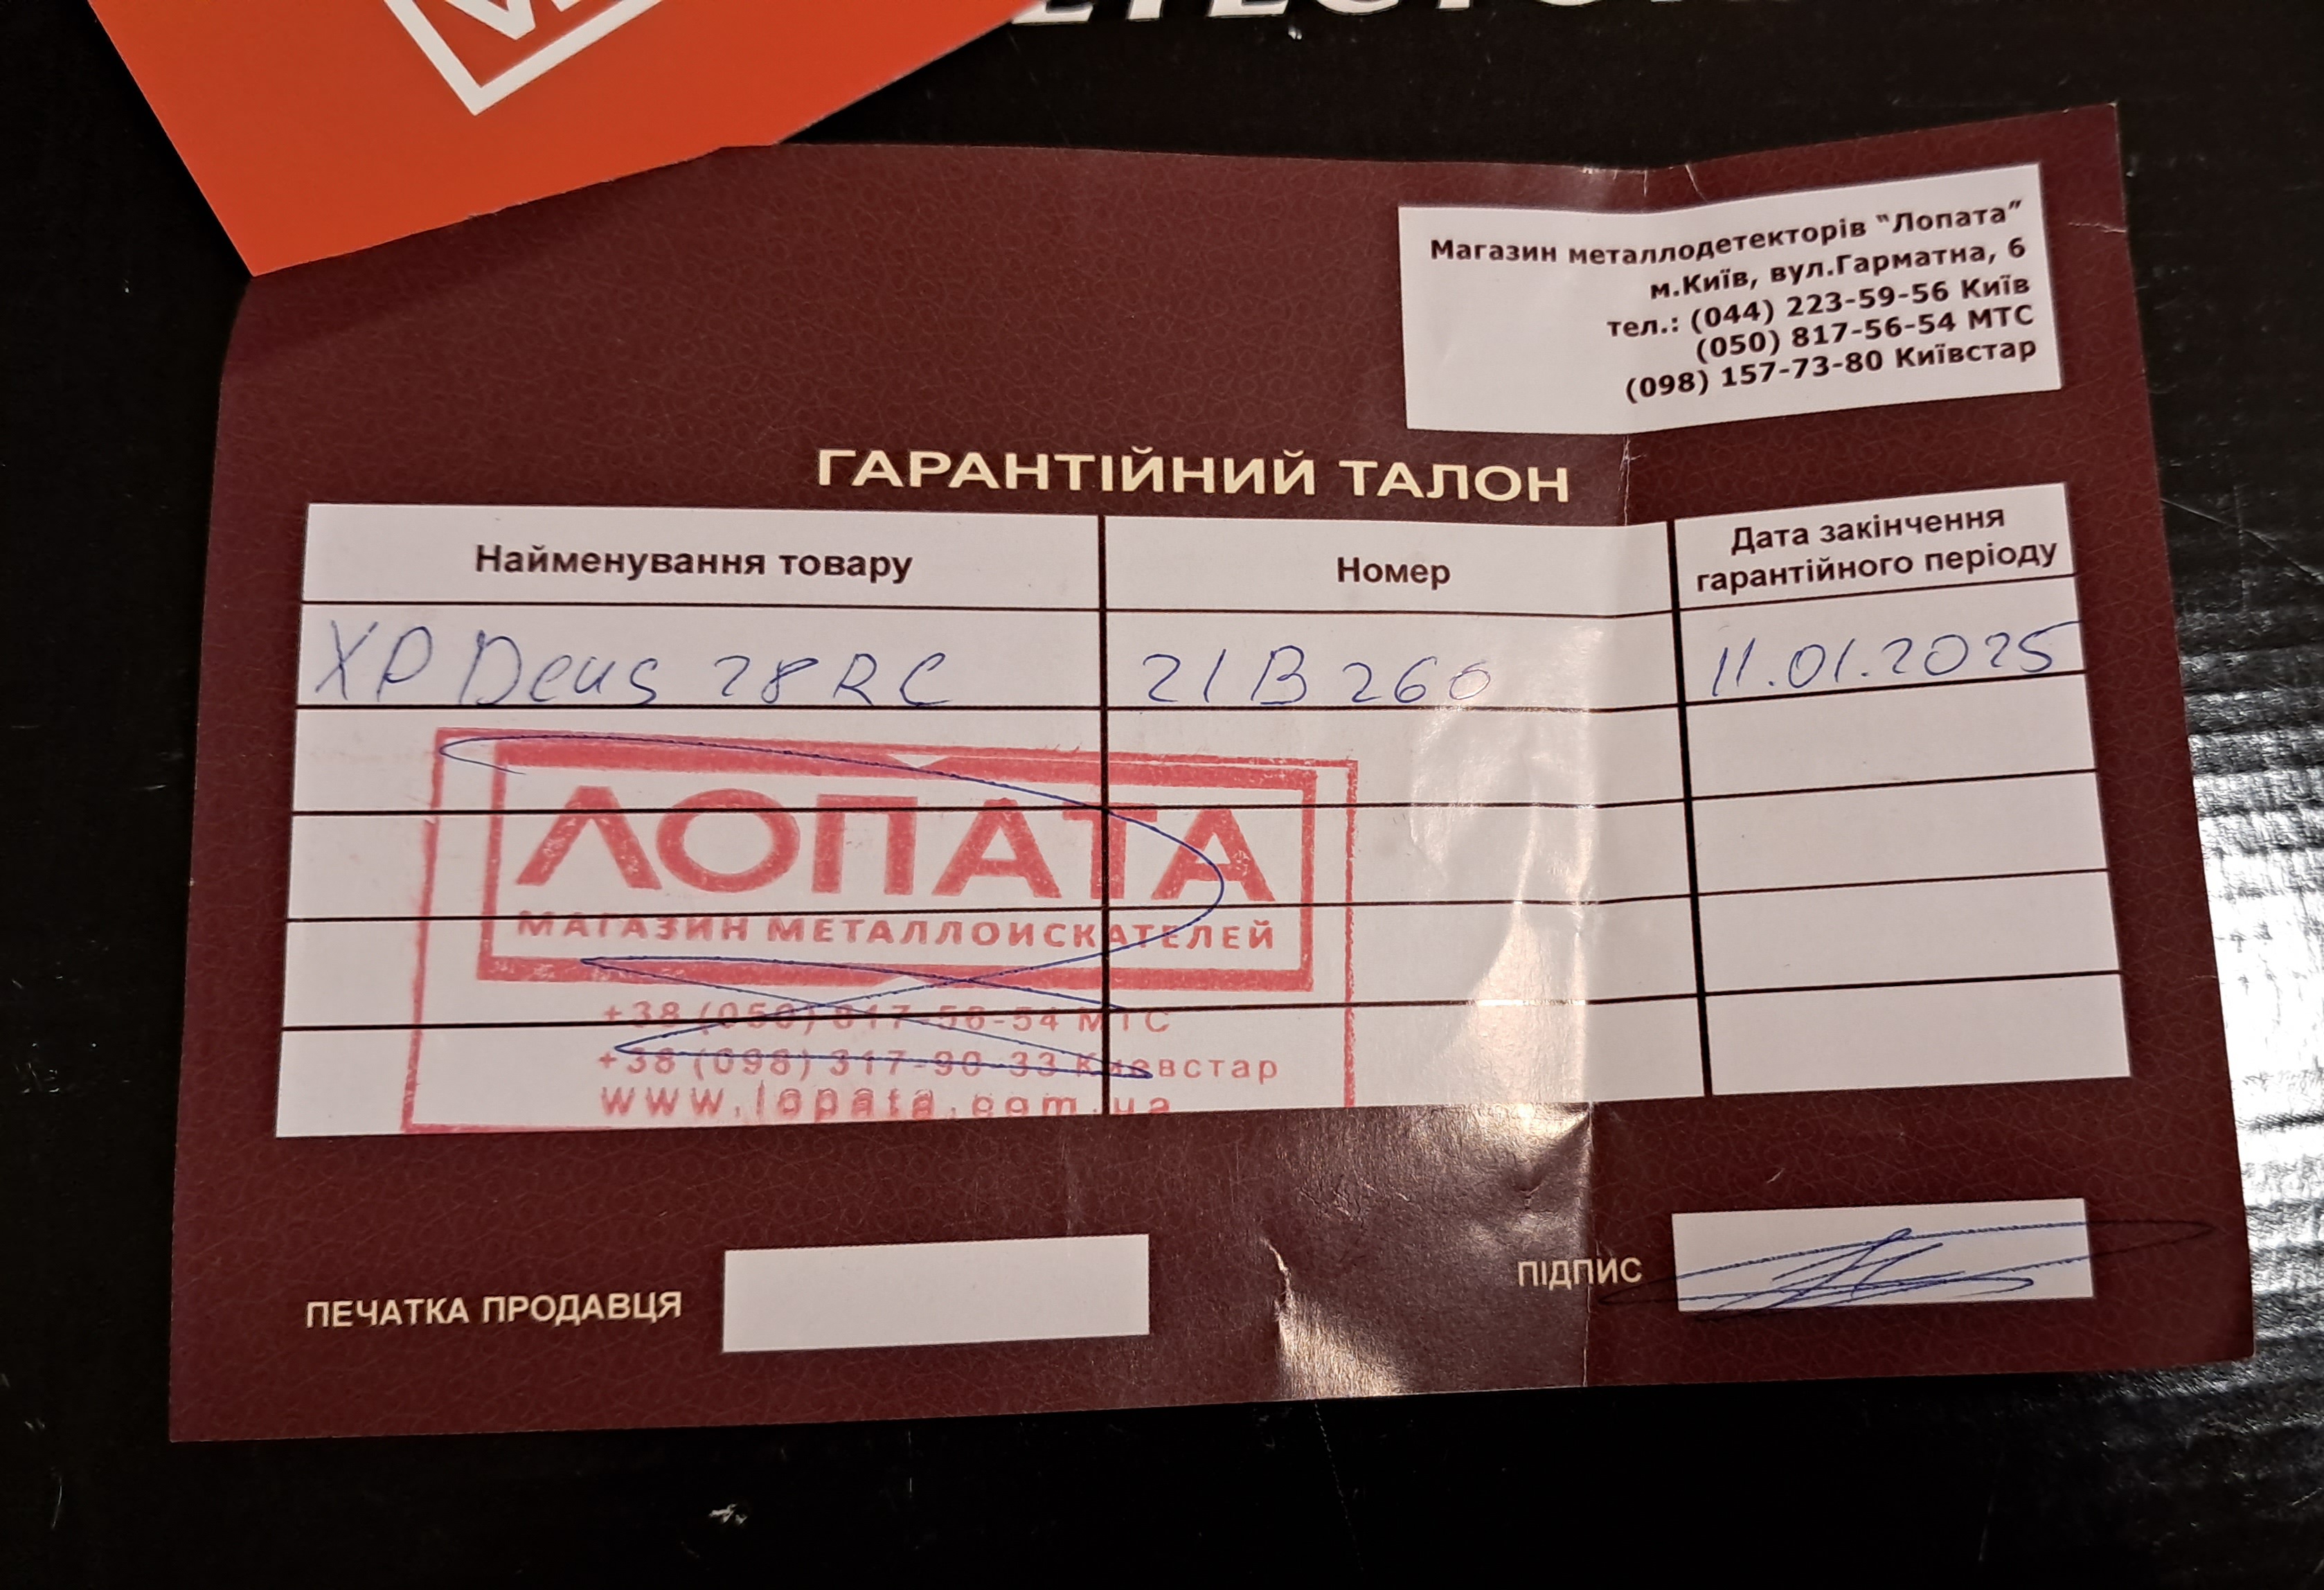 Магазин металлодетекторів "Лопата"
м.Київ, вул.Гарматна, 6
тел.: (044) 223-59-56 Київ
(050) 817-56-54 МТС
(098) 157-73-80 Київстар
ГАРАНТІЙНИЙ ТАЛОН
Найменування товару
Номер
Дата закінчення
гарантійного періоду
XP Deus 28 RC
21B260
11.01.2025
ЛОПАТА
МАГАЗИН МЕТАЛЛОИСКАТЕЛЕЙ
+38 (050) 817-56-54 МТС
+38 (098) 317-90-33 Киевстар
www.lopata.com.ua
ПЕЧАТКА ПРОДАВЦЯ
ПІДПИС